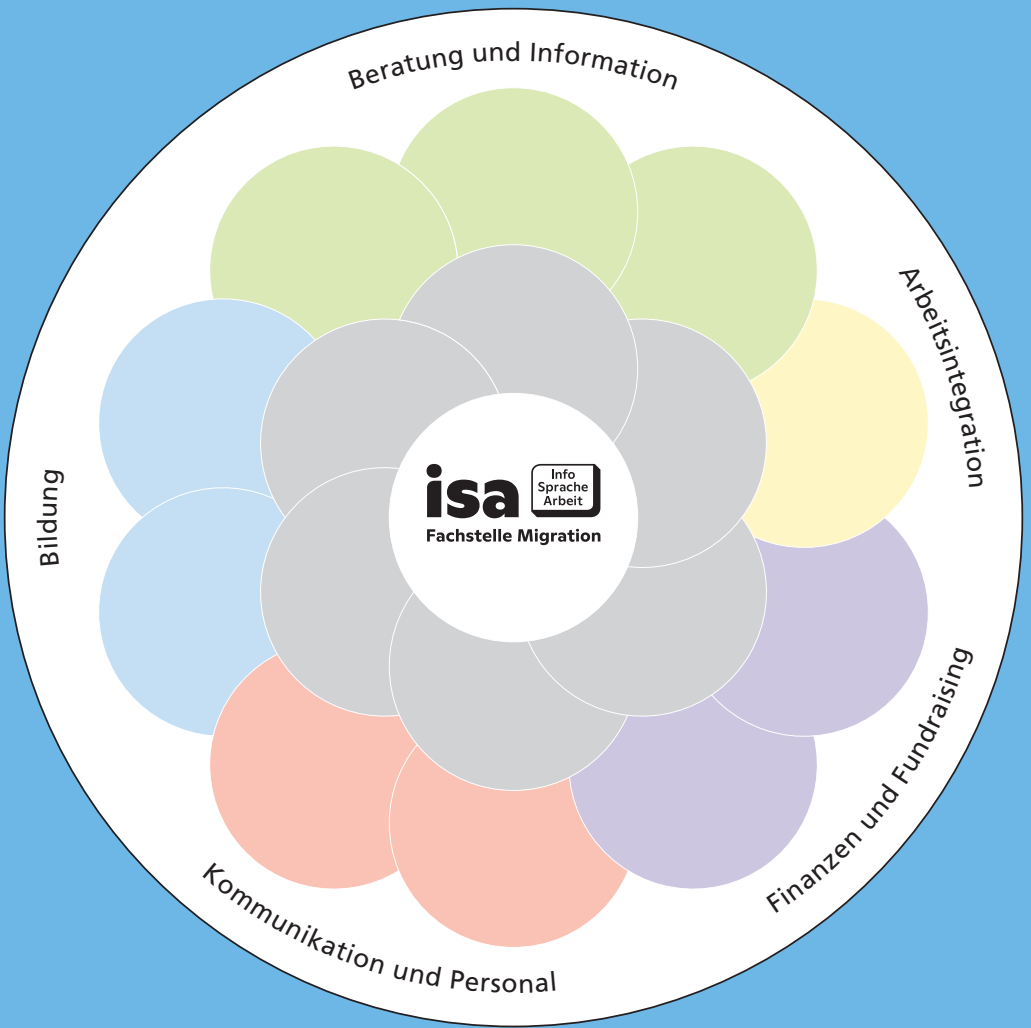 Beratung und Information
Arbeitsintegration
Bildung
isa
Info
Sprache
Arbeit
Fachstelle Migration
Finanzen und Fundraising
Kommunikation und Personal